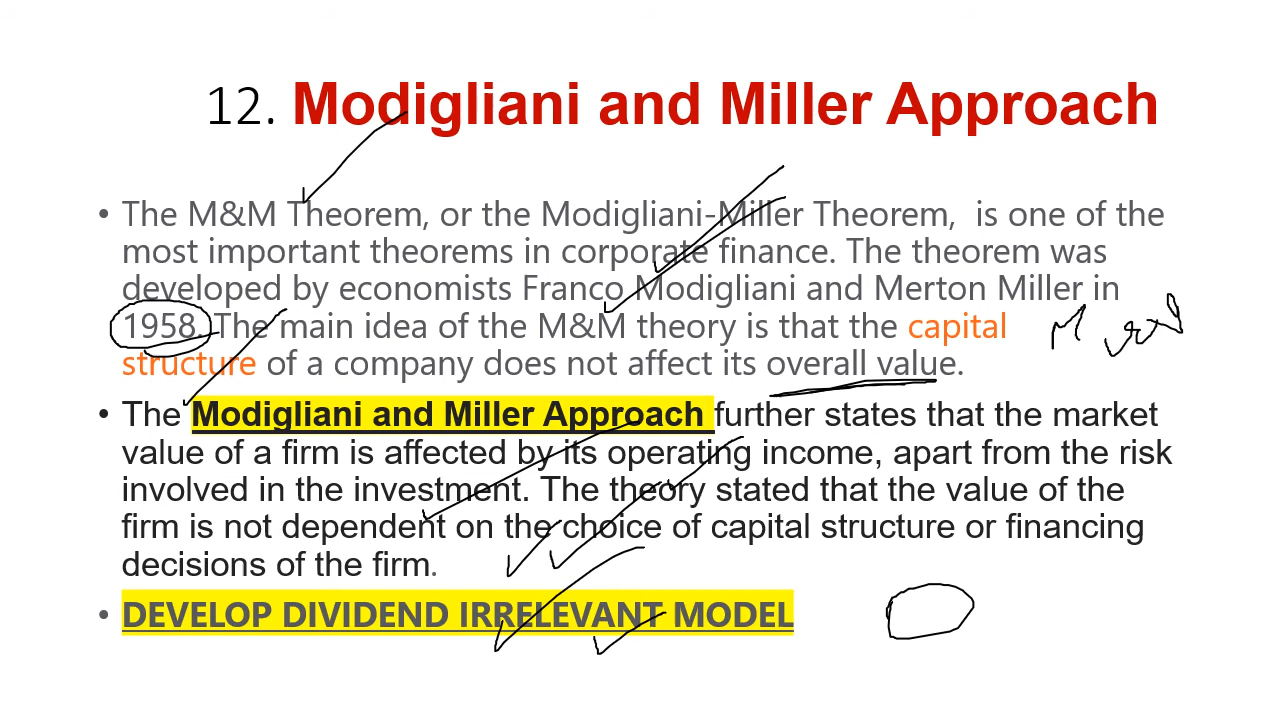 12. Modigliani and Miller Approach
• The M&M Theorem, or the Modigliani-Miller Theorem, is one of the
most important theorems in corporate finance. The theorem was
developed by economists Franco Modigliani and Merton Miller in
1958. The main idea of the M&M theory is that the capital
structure of a company does not affect its overall value.
• The Modigliani and Miller Approach further states that the market
value of a firm is affected by its operating income, apart from the risk
involved in the investment. The theory stated that the value of the
firm is not dependent on the choice of capital structure or financing
decisions of the firm.
• DEVELOP DIVIDEND IRRELEVANT MODEL